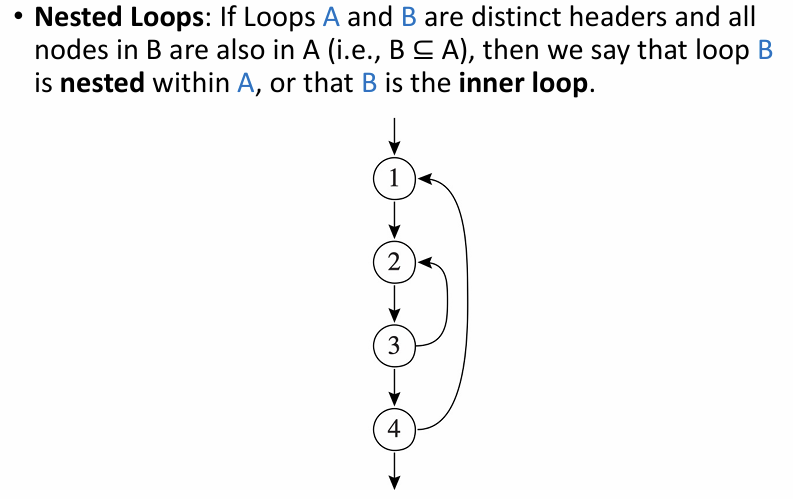 • Nested Loops: If Loops A and B are distinct headers and all
nodes in B are also in A (i.e., B ⊆ A), then we say that loop B
is nested within A, or that B is the inner loop.
1
2
3
4